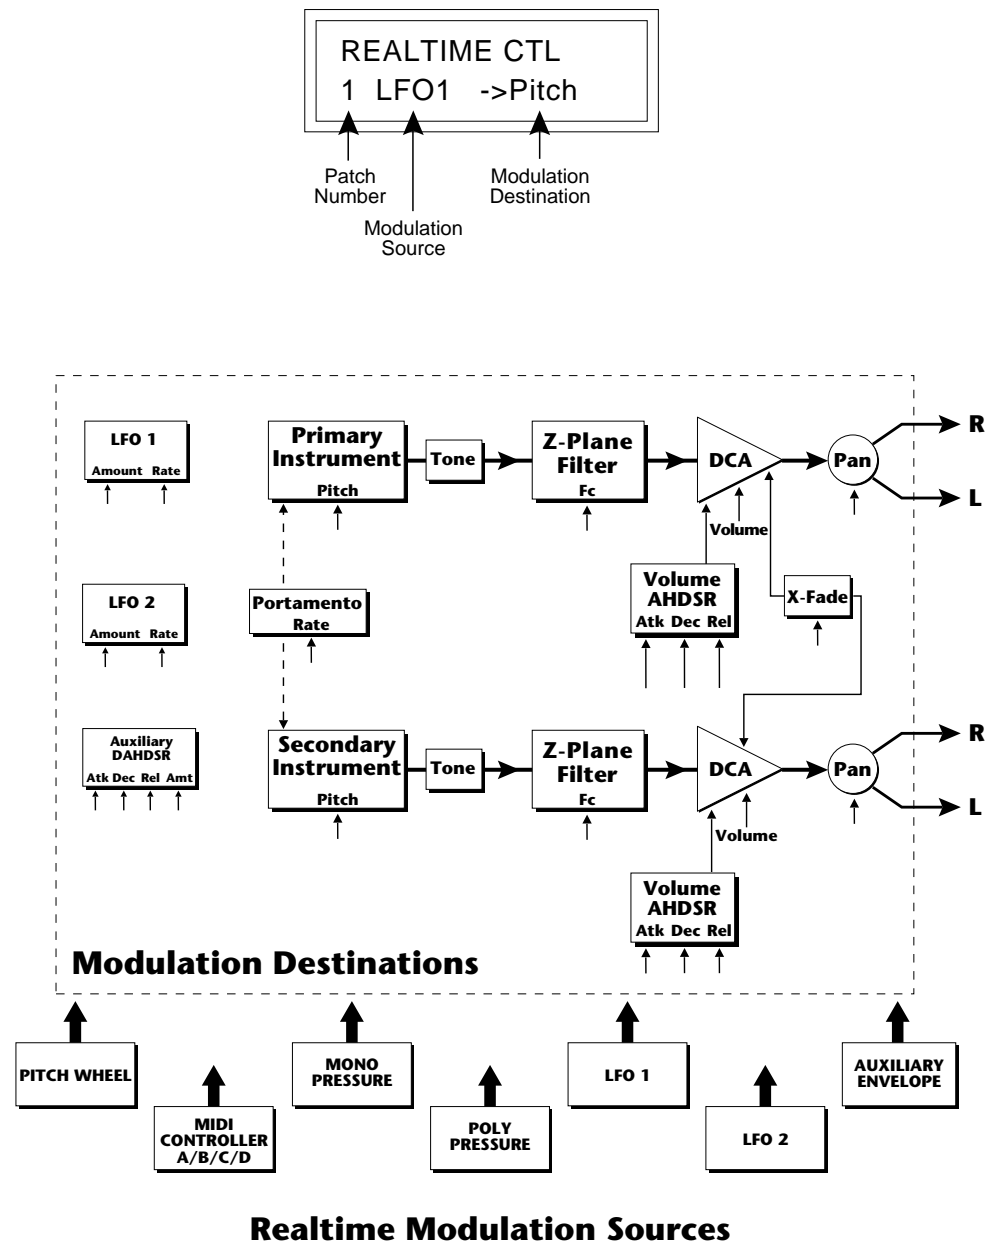 REALTIME CTL
1 LFO1 ->Pitch
Patch
Number
Modulation
Source
Modulation
Destination
LFO 1
Amount Rate
Primary
Instrument
Pitch
Tone
Z-Plane
Filter
Fc
DCA
Volume
Pan
R
L
LFO 2
Amount Rate
Portamento
Rate
Volume
AHDSR
Atk Dec Rel
X-Fade
Auxiliary
DAHDSR
Atk Dec Rel Amt
Secondary
Instrument
Pitch
Tone
Z-Plane
Filter
Fc
DCA
Volume
Pan
R
L
Volume
AHDSR
Atk Dec Rel
Modulation Destinations
PITCH WHEEL
MIDI
CONTROLLER
A/B/C/D
MONO
PRESSURE
POLY
PRESSURE
LFO 1
LFO 2
AUXILIARY
ENVELOPE
Realtime Modulation Sources